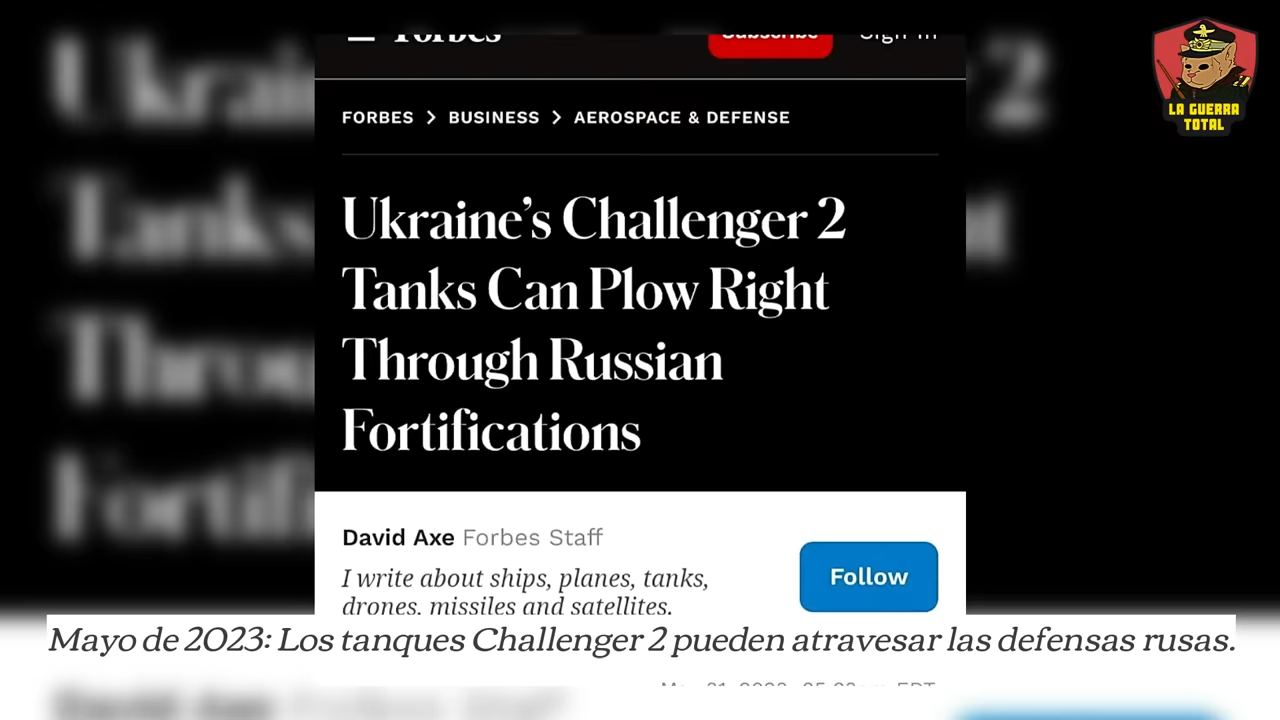 Forbes
Subscribe
Sign In
LA GUERRA
TOTAL
FORBES > BUSINESS > AEROSPACE & DEFENSE
Ukraine's Challenger 2
Tanks Can Plow Right
Through Russian
Fortifications
David Axe Forbes Staff
Follow
I write about ships, planes, tanks,
drones, missiles and satellites.
Mayo de 2023: Los tanques Challenger 2 pueden atravesar las defensas rusas.